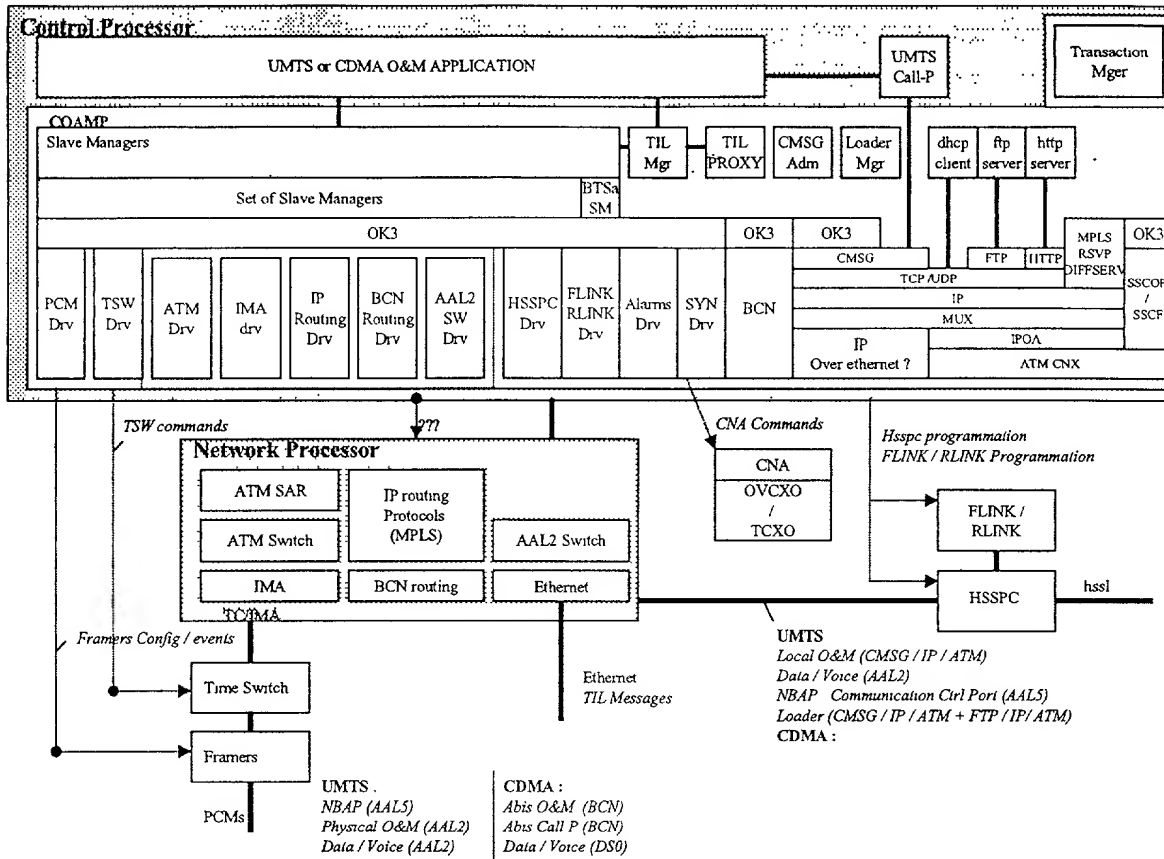 Control Processor
UMTS or CDMA O&M APPLICATION
UMTS
Call-P
Transaction
Mger
COAMP
Slave Managers
TIL
Mgr
TIL
PROXY
CMSG
Adm
Loader
Mgr
dhcp
client
ftp
server
http
server
Set of Slave Managers
BTSa
SM
OK3
OK3
OK3
MPLS
RSVP
DIFFSERV
OK3
CMSG
FTP
HTTP
TCP/UDP
IP
MUX
IPOA
IP
Over ethernet ?
ATM CNX
SSCOP
/
SSCF
PCM
Drv
TSW
Drv
ATM
Drv
IMA
drv
IP
Routing
Drv
BCN
Routing
Drv
AAL2
SW
Drv
HSSPC
Drv
FLINK
RLINK
Drv
Alarms
Drv
SYN
Drv
BCN
TSW commands
???
CNA Commands
Hsspc programmation
FLINK / RLINK Programmation
Network Processor
ATM SAR
IP routing
Protocols
(MPLS)
ATM Switch
AAL2 Switch
IMA
BCN routing
Ethernet
TC/IMA
CNA
OVCXO
/
TCXO
FLINK /
RLINK
HSSPC
hssl
Framers Config / events
Time Switch
Framers
PCMs
Ethernet
TIL Messages
UMTS
Local O&M (CMSG / IP / ATM)
Data / Voice (AAL2)
NBAP Communication Ctrl Port (AAL5)
Loader (CMSG / IP / ATM + FTP / IP/ ATM)
CDMA :
UMTS .
NBAP (AAL5)
Physical O&M (AAL2)
Data / Voice (AAL2)
CDMA :
Abis O&M (BCN)
Abis Call P (BCN)
Data / Voice (DS0)